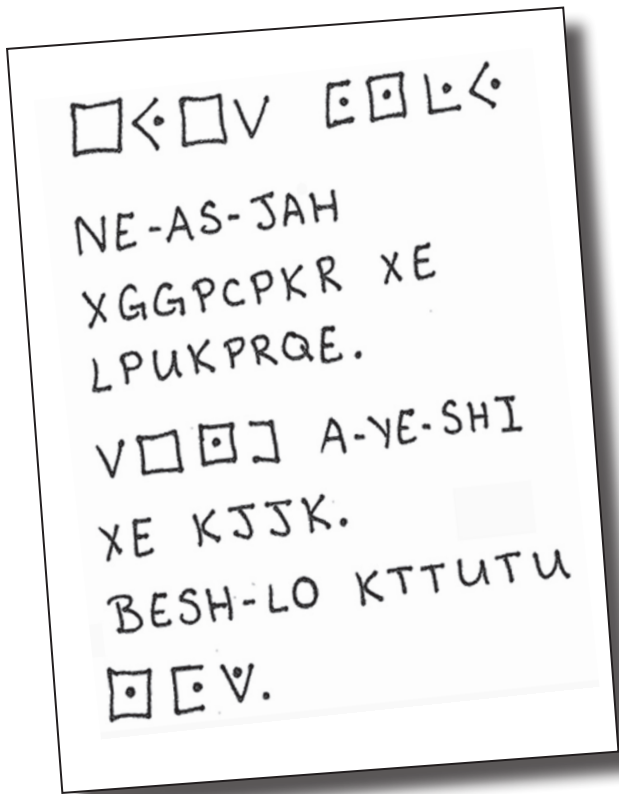 NE-AS-JAH
XGGPCPKR XE
LPUKPRQE.
A-YE-SHI
XE KJJK.
BESH-LO KTTUTU